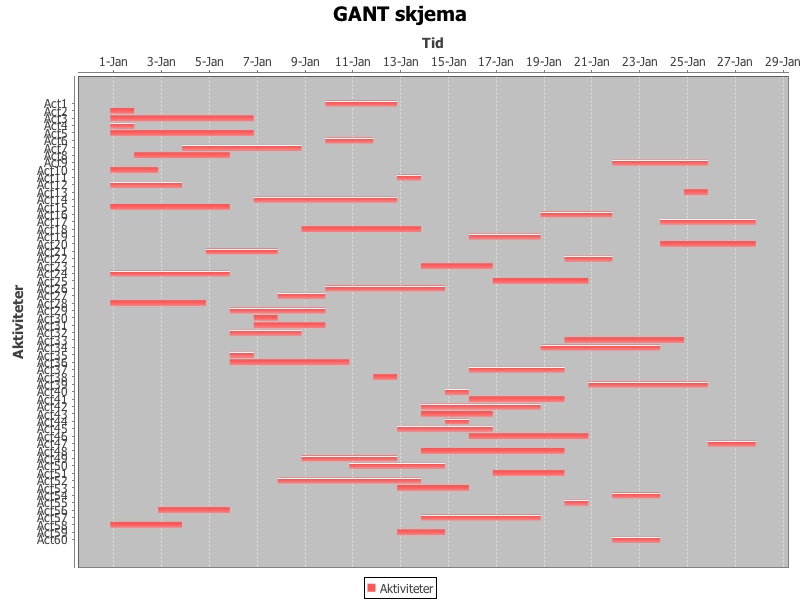 GANT skjema
Tid
1-Jan 3-Jan 5-Jan 7-Jan 9-Jan 11-Jan 13-Jan 15-Jan 17-Jan 19-Jan 21-Jan 23-Jan 25-Jan 27-Jan 29-Jan
Aktiviteter
Act1
Act2
Act3
Act4
Act5
Act6
Act7
Act8
Act9
Act10
Act11
Act12
Act13
Act14
Act15
Act16
Act17
Act18
Act19
Act20
Act21
Act22
Act23
Act24
Act25
Act26
Act27
Act28
Act29
Act30
Act31
Act32
Act33
Act34
Act35
Act36
Act37
Act38
Act39
Act40
Act41
Act42
Act43
Act44
Act45
Act46
Act47
Act48
Act49
Act50
Act51
Act52
Act53
Act54
Act55
Act56
Act57
Act58
Act59
Act60
Aktiviteter